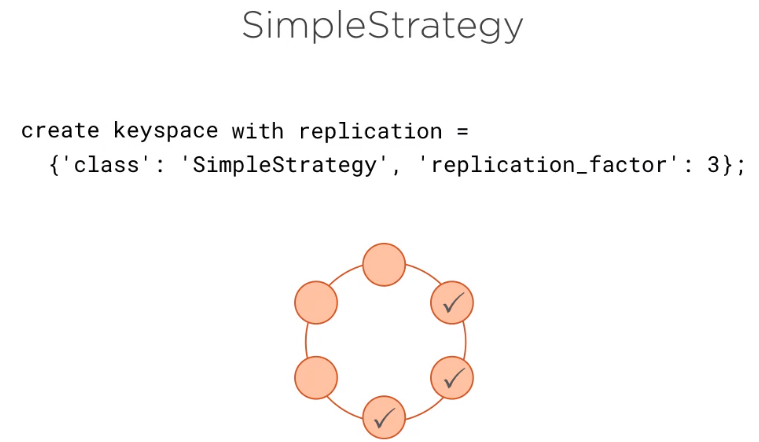 SimpleStrategy
create keyspace with replication =
{'class': 'SimpleStrategy', 'replication_factor': 3};